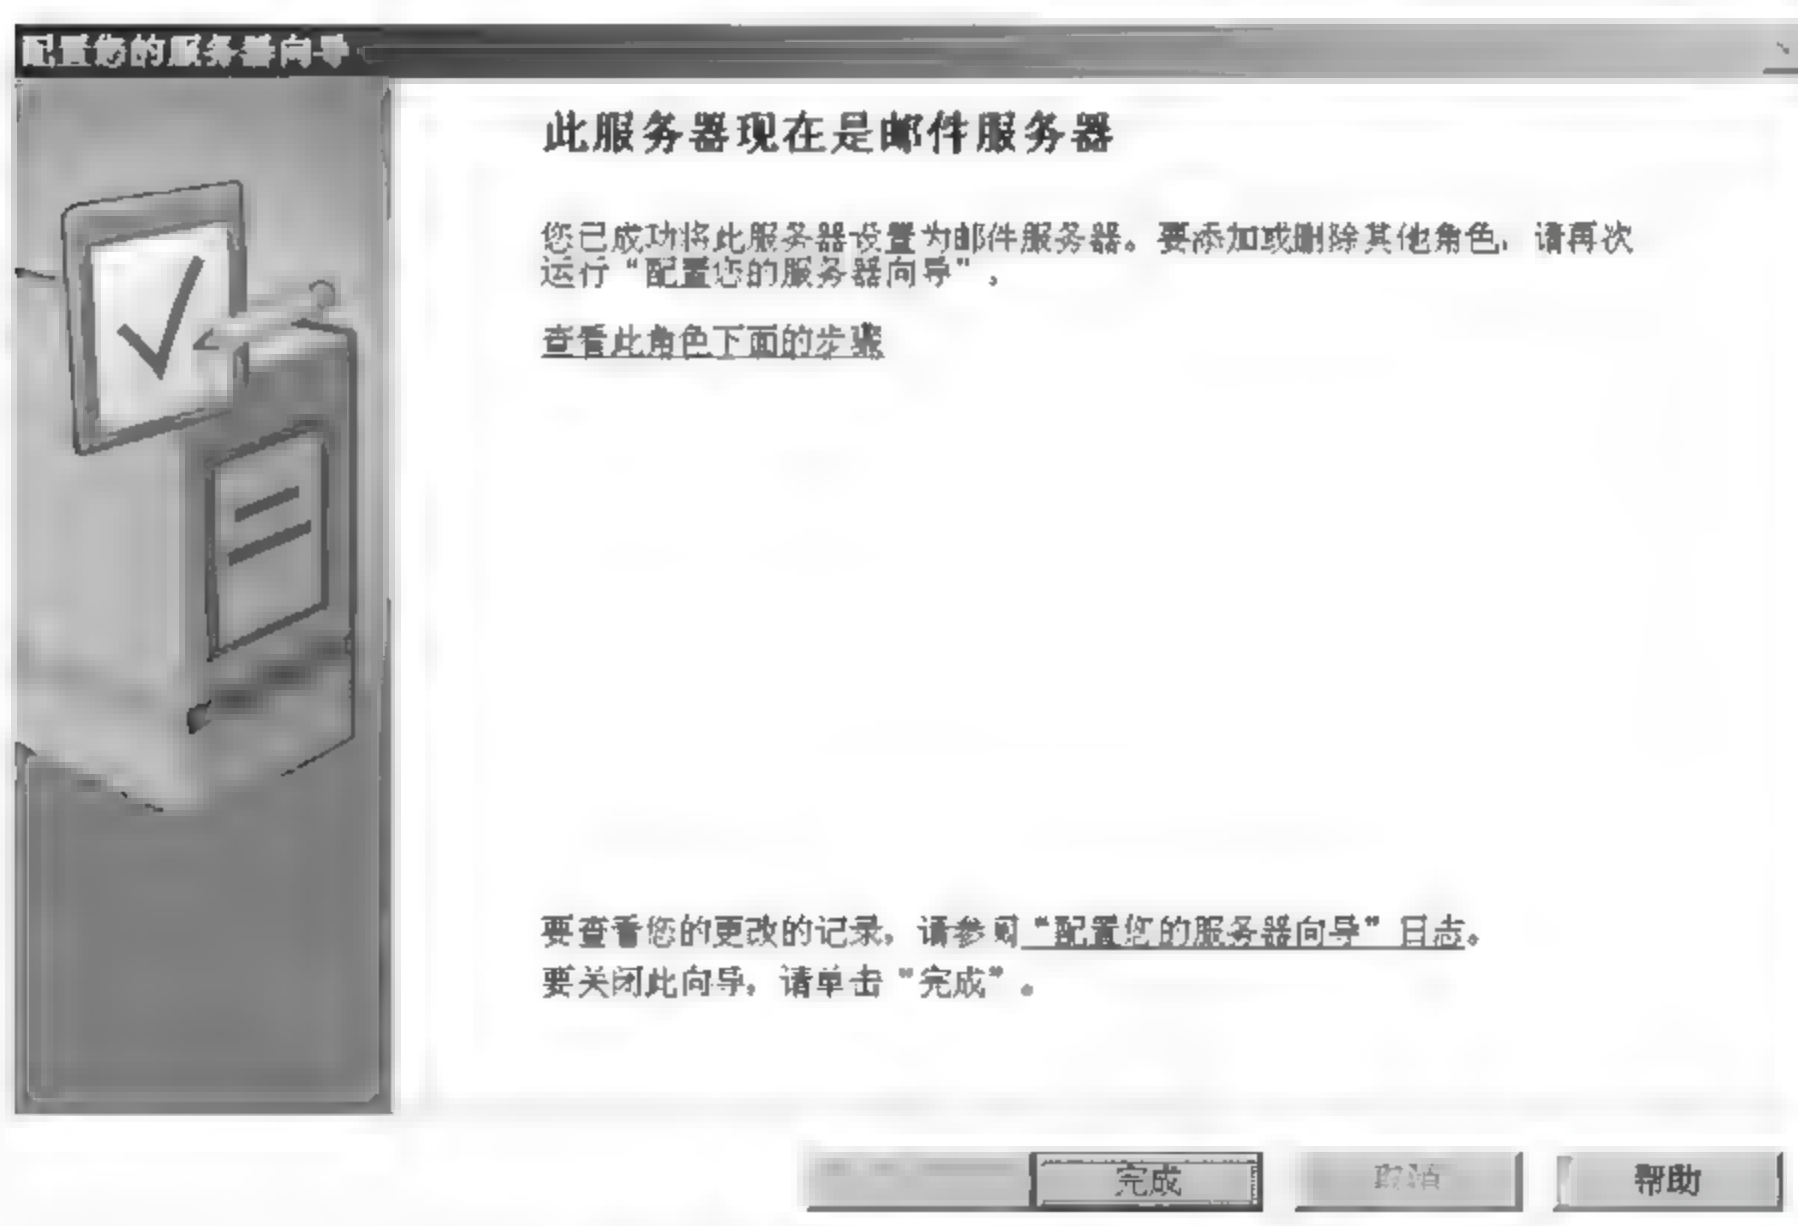 配置您的服务器向导
此服务器现在是邮件服务器
您已成功将此服务器设置为邮件服务器。要添加或删除其他角色，请再次
运行“配置您的服务器向导”。
查看此角色下面的步骤
要查看您的更改的记录，请参阅“配置您的服务器向导”日志。
要关闭此向导，请单击“完成”。
完成
取消
帮助